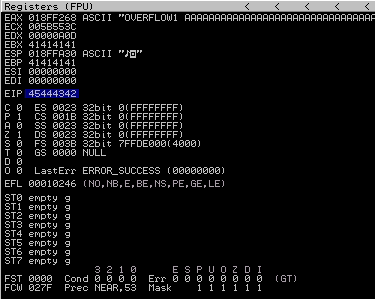 Registers (FPU) < < < <
EAX 018FF268 ASCII "OVERFLOW1 AAAAAAAAAAAAAAAAAAAAAAAAAAAAA
ECX 005B553C
EDX 00000A0D
EBX 41414141
ESP 018FFA30 ASCII "♪◘"
EBP 41414141
ESI 00000000
EDI 00000000
EIP 45444342
C 0 ES 0023 32bit 0(FFFFFFFF)
P 1 CS 001B 32bit 0(FFFFFFFF)
A 0 SS 0023 32bit 0(FFFFFFFF)
Z 1 DS 0023 32bit 0(FFFFFFFF)
S 0 FS 003B 32bit 7FFDE000(4000)
T 0 GS 0000 NULL
D 0
O 0 LastErr ERROR_SUCCESS (00000000)
EFL 00010246 (NO,NB,E,BE,NS,PE,GE,LE)
ST0 empty g
ST1 empty g
ST2 empty g
ST3 empty g
ST4 empty g
ST5 empty g
ST6 empty g
ST7 empty g
3 2 1 0 E S P U O Z D I
FST 0000 Cond 0 0 0 0 Err 0 0 0 0 0 0 0 0 (GT)
FCW 027F Prec NEAR,53 Mask 1 1 1 1 1 1